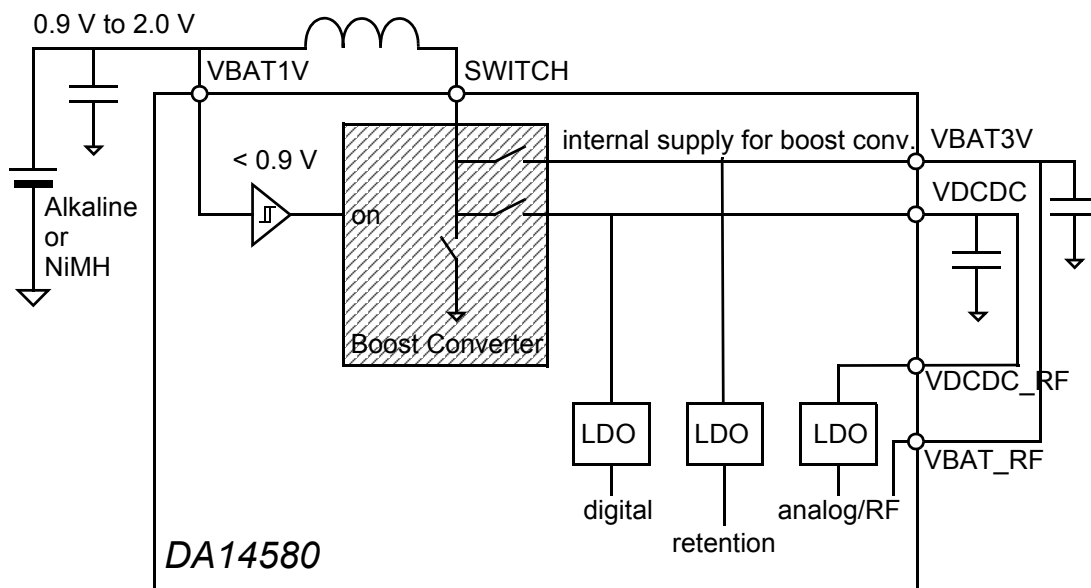 0.9 V to 2.0 V
VBAT1V
SWITCH
internal supply for boost conv.
VBAT3V
< 0.9 V
VDCDC
Alkaline
or
NiMH
on
Boost Converter
VDCDC_RF
LDO
LDO
LDO
VBAT_RF
digital
analog/RF
retention
DA14580